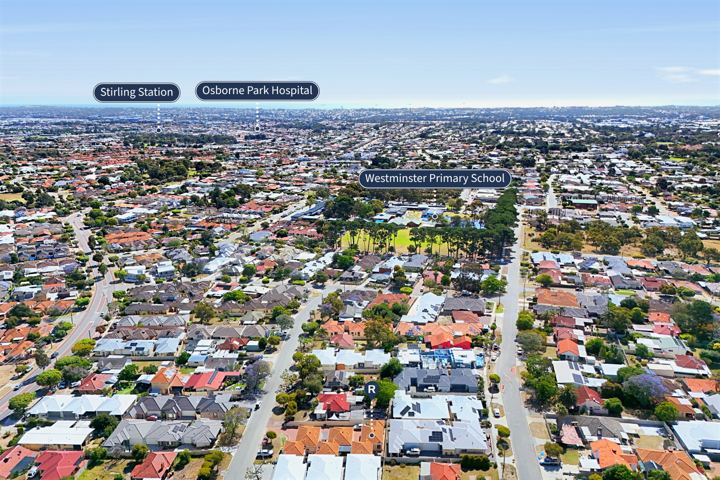 Stirling Station
Osborne Park Hospital
Westminster Primary School
R